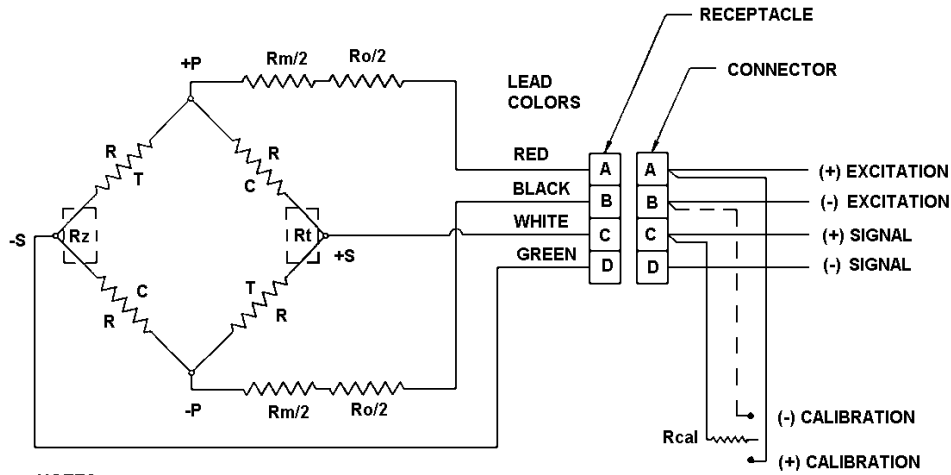 RECEPTACLE
+P
Rm/2 Ro/2
LEAD
COLORS
CONNECTOR
R
T
R
C
RED
A A
(+) EXCITATION
BLACK
B B
(-) EXCITATION
WHITE
C C
(+) SIGNAL
-S
Rz
Rt
+S
GREEN
D D
(-) SIGNAL
C
R
T
R
-P
Rm/2 Ro/2
(-) CALIBRATION
Rcal
(+) CALIBRATION